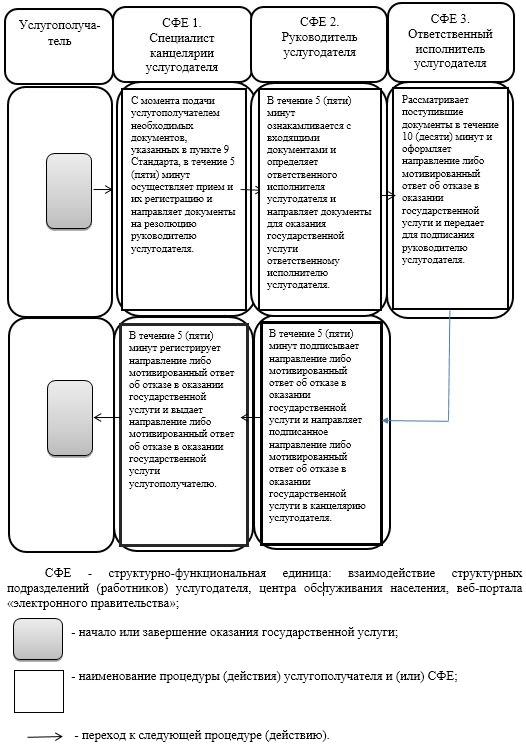 Услугополуча-
тель
СФЕ 1.
Специалист
канцелярии
услугодателя
СФЕ 2.
Руководитель
услугодателя
СФЕ 3.
Ответственный
исполнитель
услугодателя
С момента подачи
услугополучателем
необходимых
документов,
указанных в пункте 9
Стандарта, в течение 5
(пяти) минут
осуществляет прием и
их регистрацию и
направляет документы
на резолюцию
руководителю
услугодателя.
В течение 5 (пяти)
минут
ознакамливается с
входящими
документами и
определяет
ответственного
исполнителя
услугодателя и
направляет документы
для оказания
государственной
услуги
ответственному
исполнителю
услугодателя.
Рассматривает
поступившие
документы в течение
10 (десяти) минут и
оформляет
направление либо
мотивированный
ответ об отказе в
оказании
государственной
услуги и передает
для подписания
руководителю
услугодателя.
В течение 5 (пяти)
минут регистрирует
направление либо
мотивированный ответ
об отказе в оказании
государственной
услуги и выдает
направление либо
мотивированный ответ
об отказе в оказании
государственной
услуги
услугополучателю.
В течение 5 (пяти)
минут подписывает
направление либо
мотивированный ответ
об отказе в
оказании
государственной
услуги и направляет
подписанное
направление либо
мотивированный
ответ об отказе в
оказании
государственной
услуги в канцелярию
услугодателя.
СФЕ - структурно-функциональная единица: взаимодействие структурных
подразделений (работников) услугодателя, центра обслуживания населения, веб-портала
«электронного правительства»;
- начало или завершение оказания государственной услуги;
- наименование процедуры (действия) услугополучателя и (или) СФЕ;
- переход к следующей процедуре (действию).